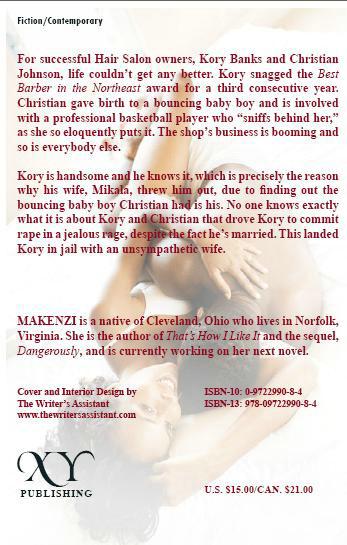 Fiction/Contemporary
For successful Hair Salon owners, Kory Banks and Christian
Johnson, life couldn't get any better. Kory snagged the Best
Barber in the Northeast award for a third consecutive year.
Christian gave birth to a bouncing baby boy and is involved
with a professional basketball player who “sniffs behind her,”
as she so eloquently puts it. The shop's business is booming and
so is everybody else.
Kory is handsome and he knows it, which is precisely the reason
why his wife, Mikala, threw him out, due to finding out the
bouncing baby boy Christian had is his. No one knows exactly
what it is about Kory and Christian that drove Kory to commit
rape in a jealous rage, despite the fact he's married. This landed
Kory in jail with an unsympathetic wife.
MAKENZI is a native of Cleveland, Ohio who lives in Norfolk,
Virginia. She is the author of That's How I Like It and the sequel,
Dangerously, and is currently working on her next novel.
Cover and Interior Design by
The Writer's Assistant
www.thewritersassistant.com
ISBN-10: 0-9722990-8-4
ISBN-13: 978-09722990-8-4
XY
PUBLISHING
U.S. $15.00/CAN. $21.00